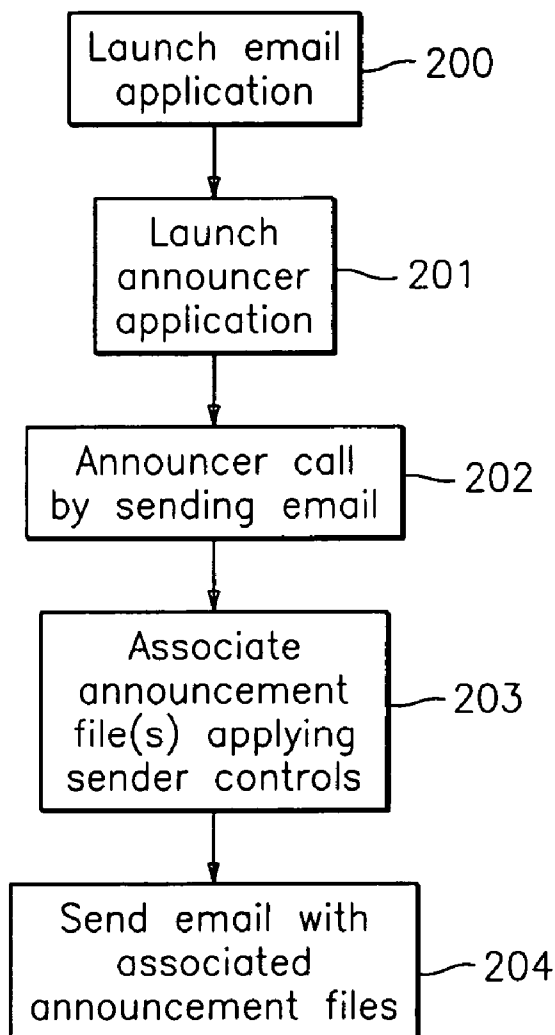 Launch email
application
200
Launch
announcer
application
201
Announcer call
by sending email
202
Associate
announcement
file(s) applying
sender controls
203
Send email with
associated
announcement files
204